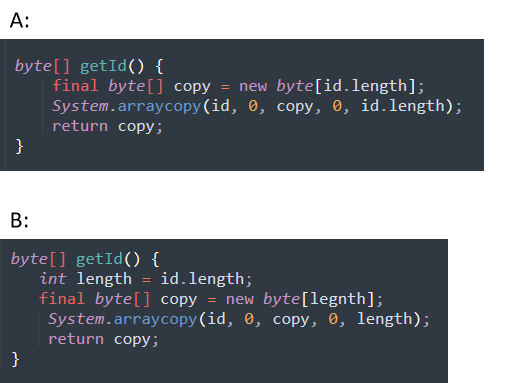 A:
byte[] getId() {
final byte[] copy = new byte[id.length];
System.arraycopy(id, 0, copy, 0, id.length);
return copy;
}
B:
byte[] getId() {
int length = id.length;
final byte[] copy = new byte[legnth];
System.arraycopy(id, 0, copy, 0, length);
return copy;
}